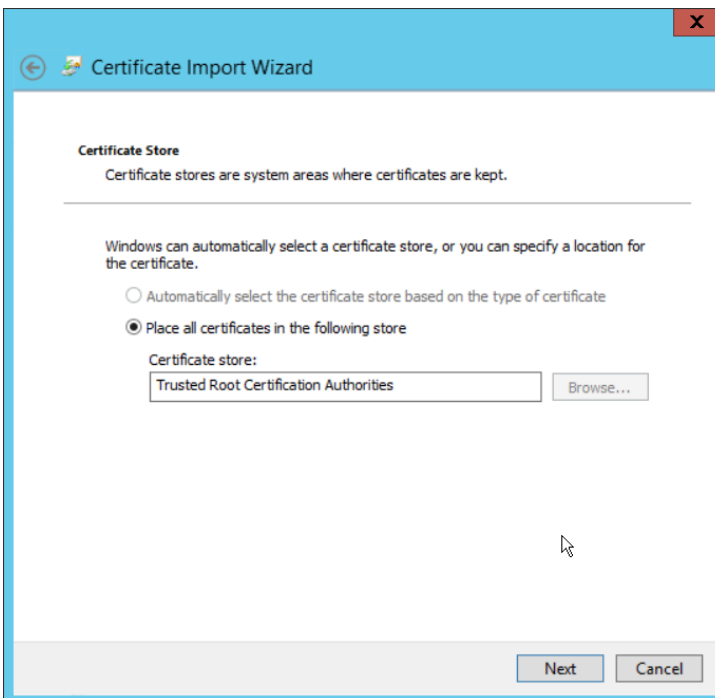 X
Certificate Import Wizard
Certificate Store
Certificate stores are system areas where certificates are kept.
Windows can automatically select a certificate store, or you can specify a location for
the certificate.
Automatically select the certificate store based on the type of certificate
Place all certificates in the following store
Certificate store:
Trusted Root Certification Authorities
Browse...
Next
Cancel